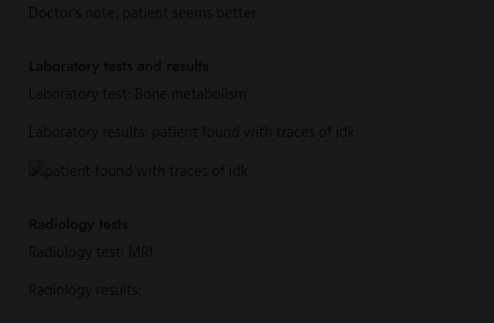 Doctor's note: patient seems better
Laboratory tests and results
Laboratory test: Bone metabolism
Laboratory results: patient found with traces of idk
patient found with traces of idk
Radiology tests
Radiology test: MRI
Radiology results: